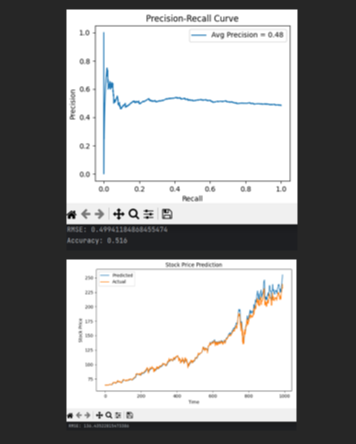 Precision-Recall Curve
Avg Precision = 0.48
1.0
0.8
0.6
0.4
0.2
0.0
Precision
0.0 0.2 0.4 0.6 0.8 1.0
Recall
Accuracy: 0.516
Stock Price Prediction
Predicted
Actual
250
225
200
175
150
125
100
75
Stock Price
0 200 400 600 800 1000
Time